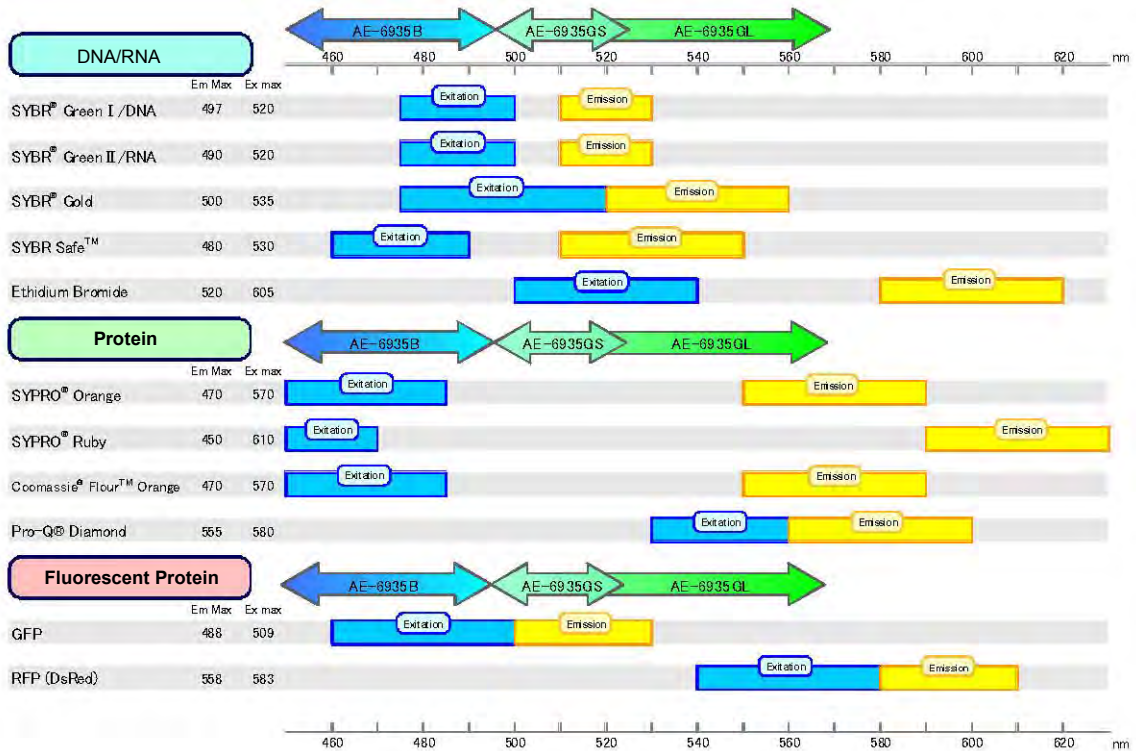 AE-6935B AE-6935GS AE-6935GL
DNA/RNA
460 480 500 520 540 560 580 600 620 nm
Em Max Ex max
Exitation Emission
SYBR® Green I/DNA 497 520
Exitation Emission
SYBR® Green II/RNA 490 520
Exitation Emission
SYBR® Gold 500 535
Exitation Emission
SYBR Safe™ 480 530
Exitation Emission
Ethidium Bromide 520 605
Protein
AE-6935B AE-6935GS AE-6935GL
Em Max Ex max
Exitation Emission
SYPRO® Orange 470 570
Exitation Emission
SYPRO® Ruby 450 610
Exitation Emission
Coomassie® Flour™ Orange 470 570
Exitation Emission
Pro-Q® Diamond 555 580
Fluorescent Protein
AE-6935B AE-6935GS AE-6935GL
Em Max Ex max
Exitation Emission
GFP 488 509
Exitation Emission
RFP (DsRed) 558 583
460 480 500 520 540 560 580 600 620 nm